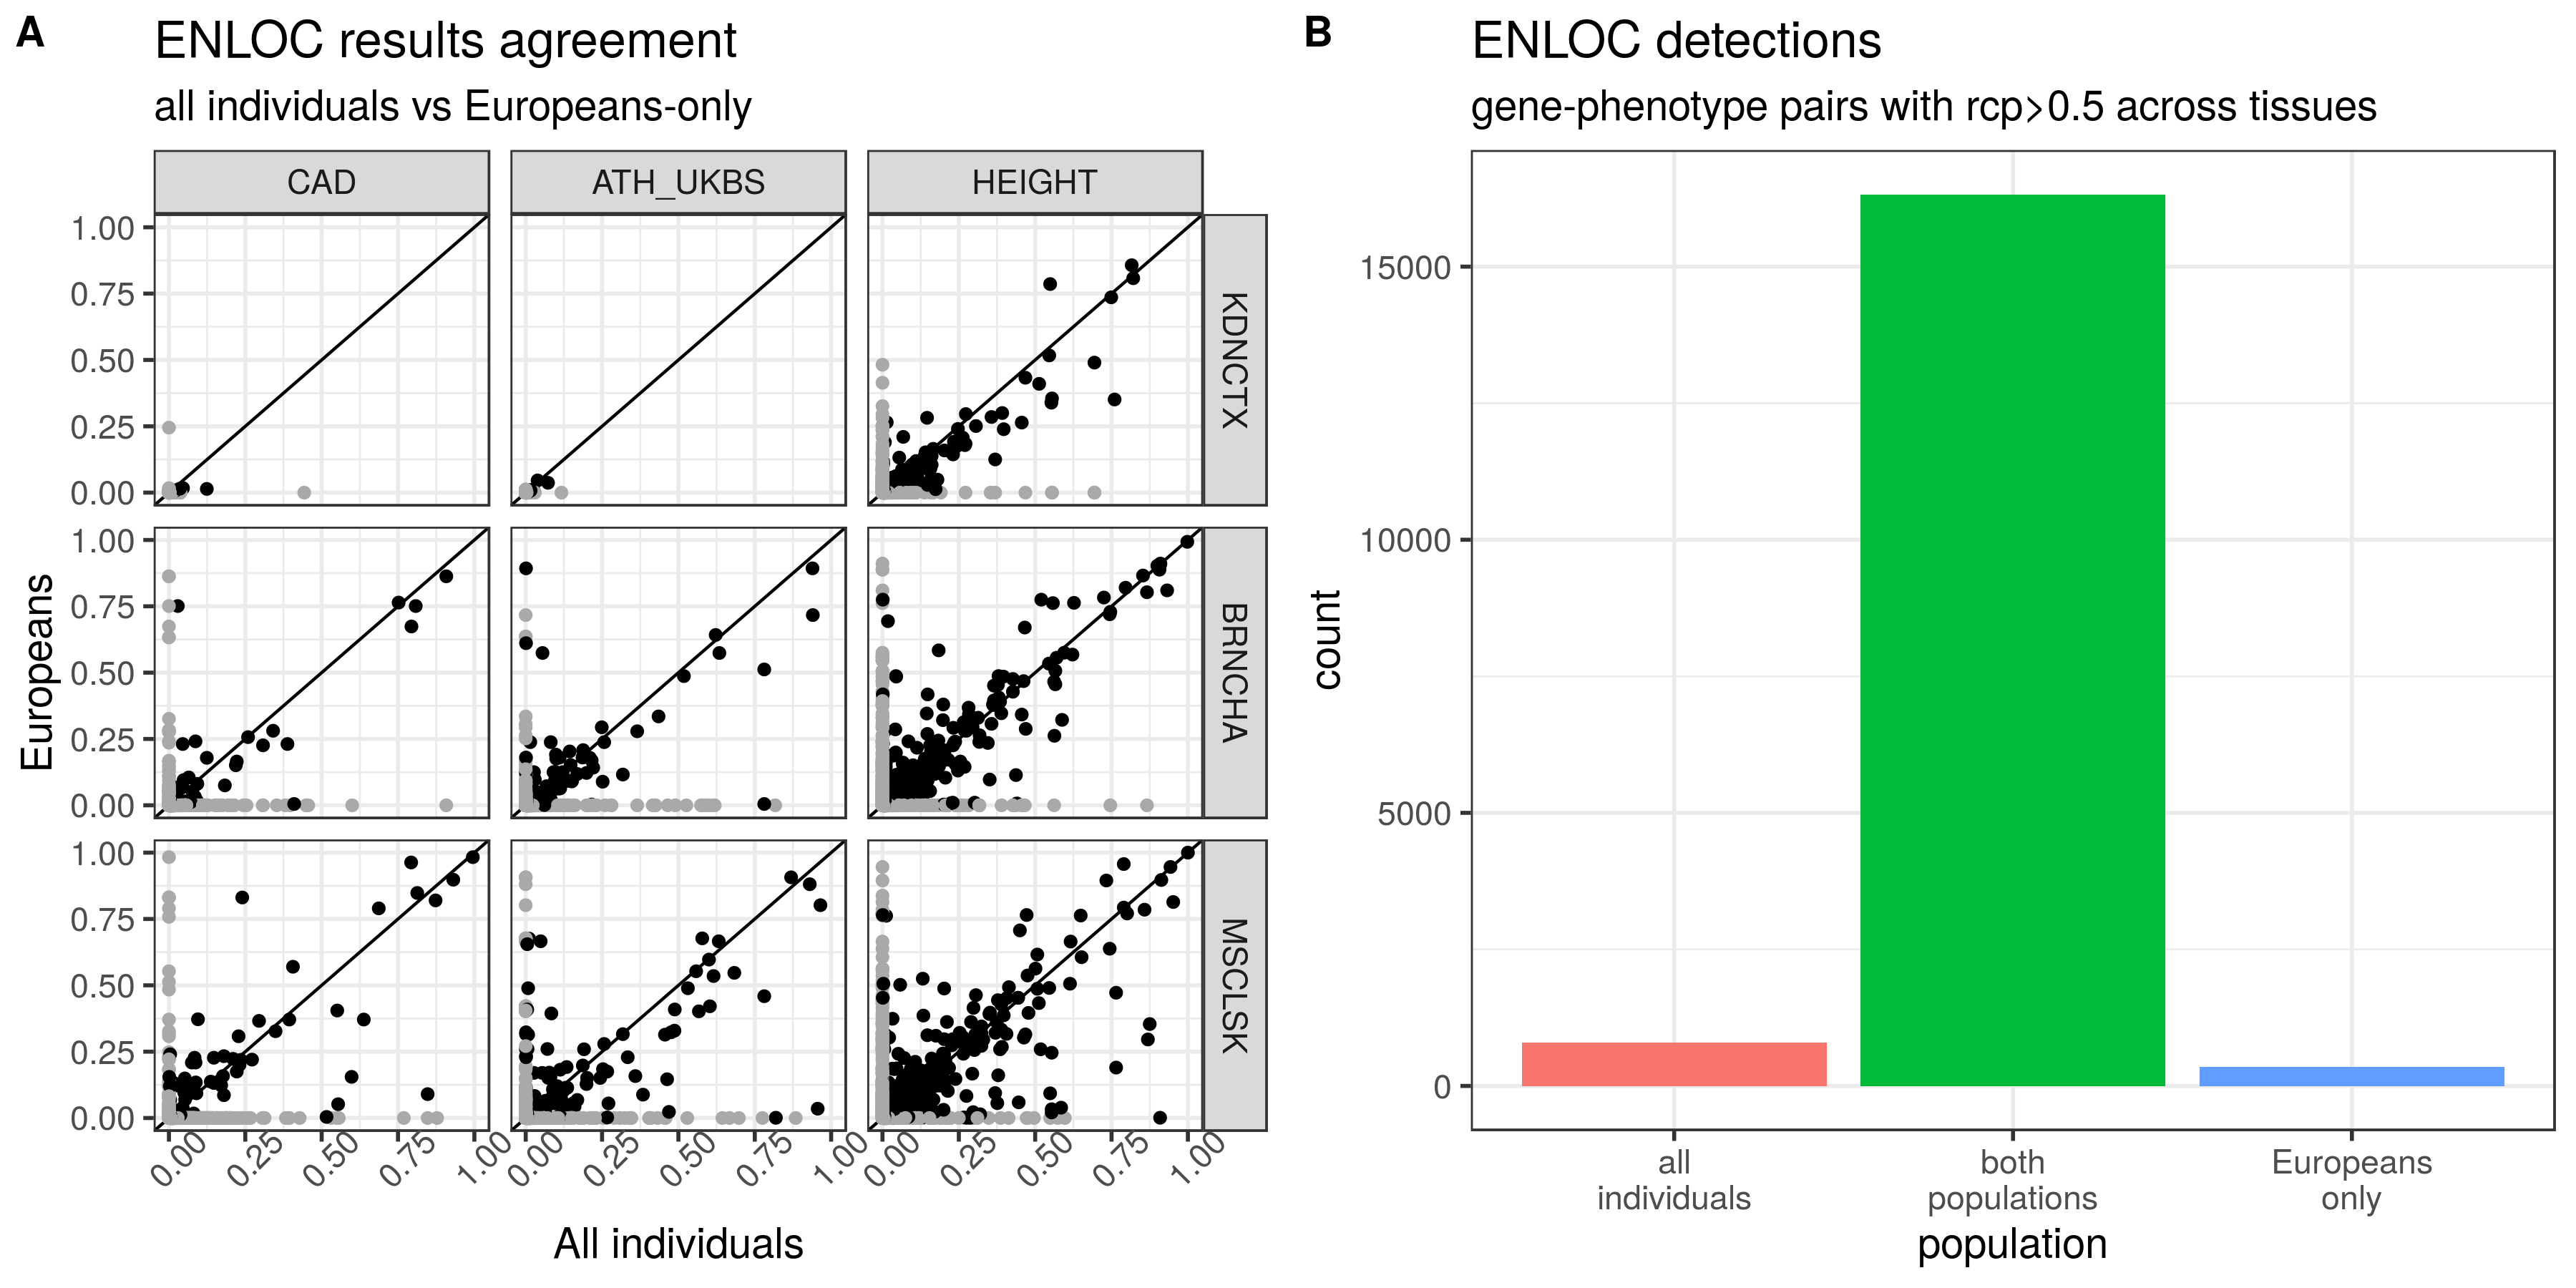 A
ENLOC results agreement
all individuals vs Europeans-only
CAD
ATH_UKBS
HEIGHT
1.00
0.75
0.50
0.25
0.00
KDNCTX
1.00
0.75
0.50
0.25
0.00
BRNCHA
1.00
0.75
0.50
0.25
0.00
MSCLSK
Europeans
0.00
0.25
0.50
0.75
1.00
0.00
0.25
0.50
0.75
1.00
0.00
0.25
0.50
0.75
1.00
All individuals
B
ENLOC detections
gene-phenotype pairs with rcp>0.5 across tissues
15000
10000
5000
0
count
all
individuals
both
populations
Europeans
only
population